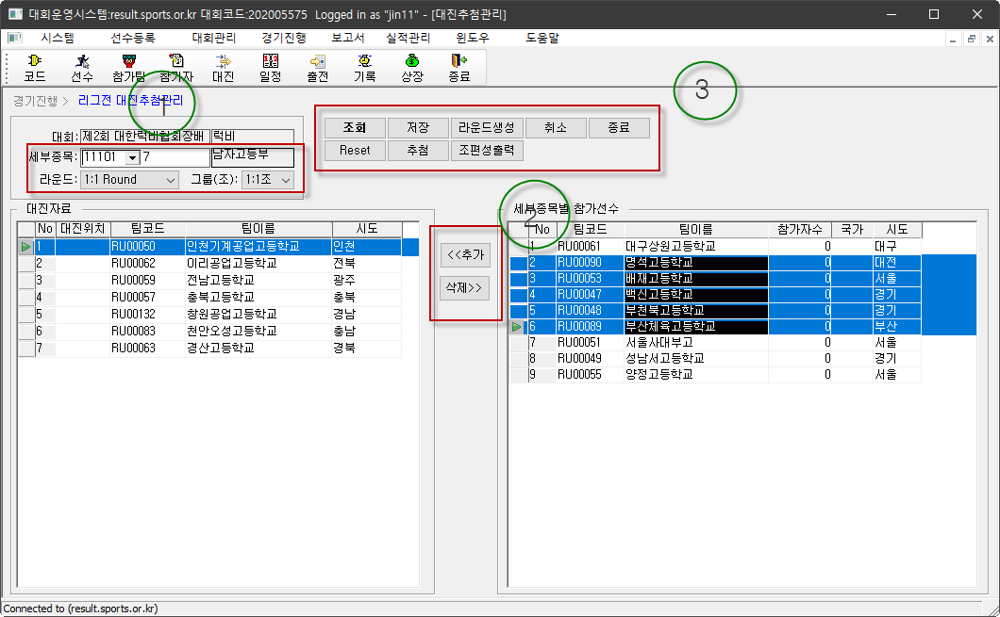 대회운영시스템:result.sports.or.kr 대회코드:202005575 Logged in as "jin11" - [대진추첨관리]
시스템 선수등록 대회관리 경기진행 보고서 실적관리 윈도우 도움말
코드 선수 참가팀 참가자 대진 일정 출전 기록 상장 종료
경기진행 > 리그전 대진추첨관리
1
3
대회: 제2회 대한럭비협회장배 럭비
세부종목: 11101 7 남자고등부
라운드: 1:1 Round 그룹(조): 1:1조
조회 저장 라운드생성 취소 종료
Reset 추첨 조편성출력
대진자료
No 대진위치 팀코드 팀이름 시도
1 RU00050 인천기계공업고등학교 인천
2 RU00062 이리공업고등학교 전북
3 RU00059 전남고등학교 광주
4 RU00057 충북고등학교 충북
5 RU00132 창원공업고등학교 경남
6 RU00083 천안오성고등학교 충남
7 RU00063 경산고등학교 경북
<<추가
삭제>>
세부종목별 참가선수
2
No 팀코드 팀이름 참가자수 국가 시도
1 RU00061 대구상원고등학교 0 대구
2 RU00090 명석고등학교 0 대전
3 RU00053 배재고등학교 0 서울
4 RU00047 백신고등학교 0 경기
5 RU00048 부천북고등학교 0 경기
6 RU00089 부산체육고등학교 0 부산
7 RU00051 서울사대부고 0 서울
8 RU00049 성남서고등학교 0 경기
9 RU00055 양정고등학교 0 서울
Connected to (result.sports.or.kr)